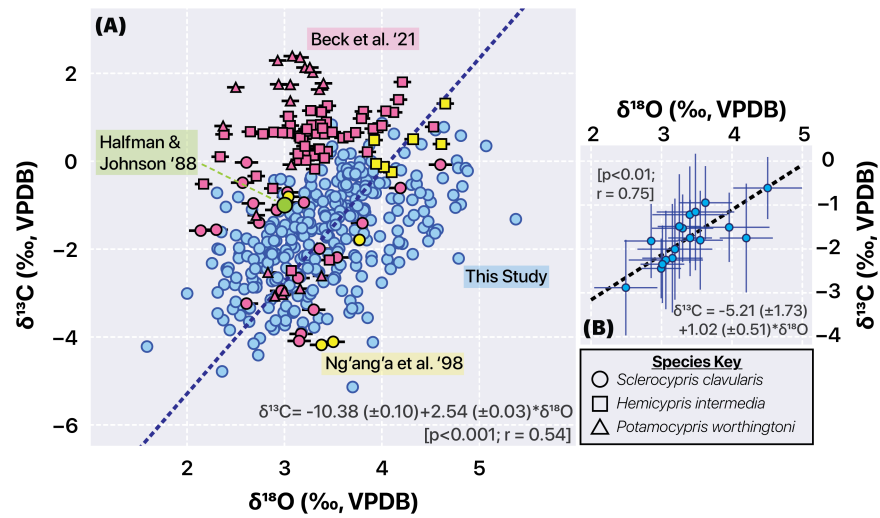 (A)
Beck et al. ‘21
Halfman &
Johnson ‘88
This Study
Ng’ang’a et al. ‘98
δ¹³C= -10.38 (±0.10)+2.54 (±0.03)*δ¹⁸O
[p<0.001; r = 0.54]
2
0
−2
−4
−6
δ¹³C (‰, VPDB)
2 3 4 5
δ¹⁸O (‰, VPDB)
δ¹⁸O (‰, VPDB)
2 3 4 5
[p<0.01;
r = 0.75]
0
−1
−2
−3
−4
δ¹³C (‰, VPDB)
δ¹³C = -5.21 (±1.73)
+1.02 (±0.51)*δ¹⁸O
(B)
Species Key
Sclerocypris clavularis
Hemicypris intermedia
Potamocypris worthingtoni